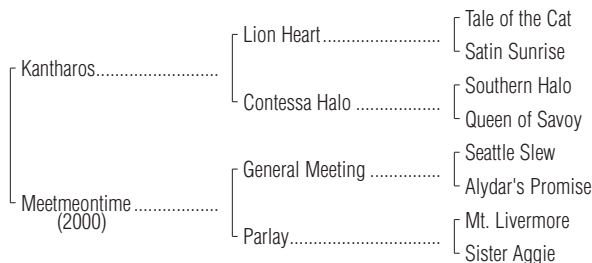 Tale of the Cat
Lion Heart
Satin Sunrise
Kantharos
Southern Halo
Contessa Halo
Queen of Savoy
Seattle Slew
General Meeting
Alydar's Promise
Meetmeontime
(2000)
Mt. Livermore
Parlay
Sister Aggie